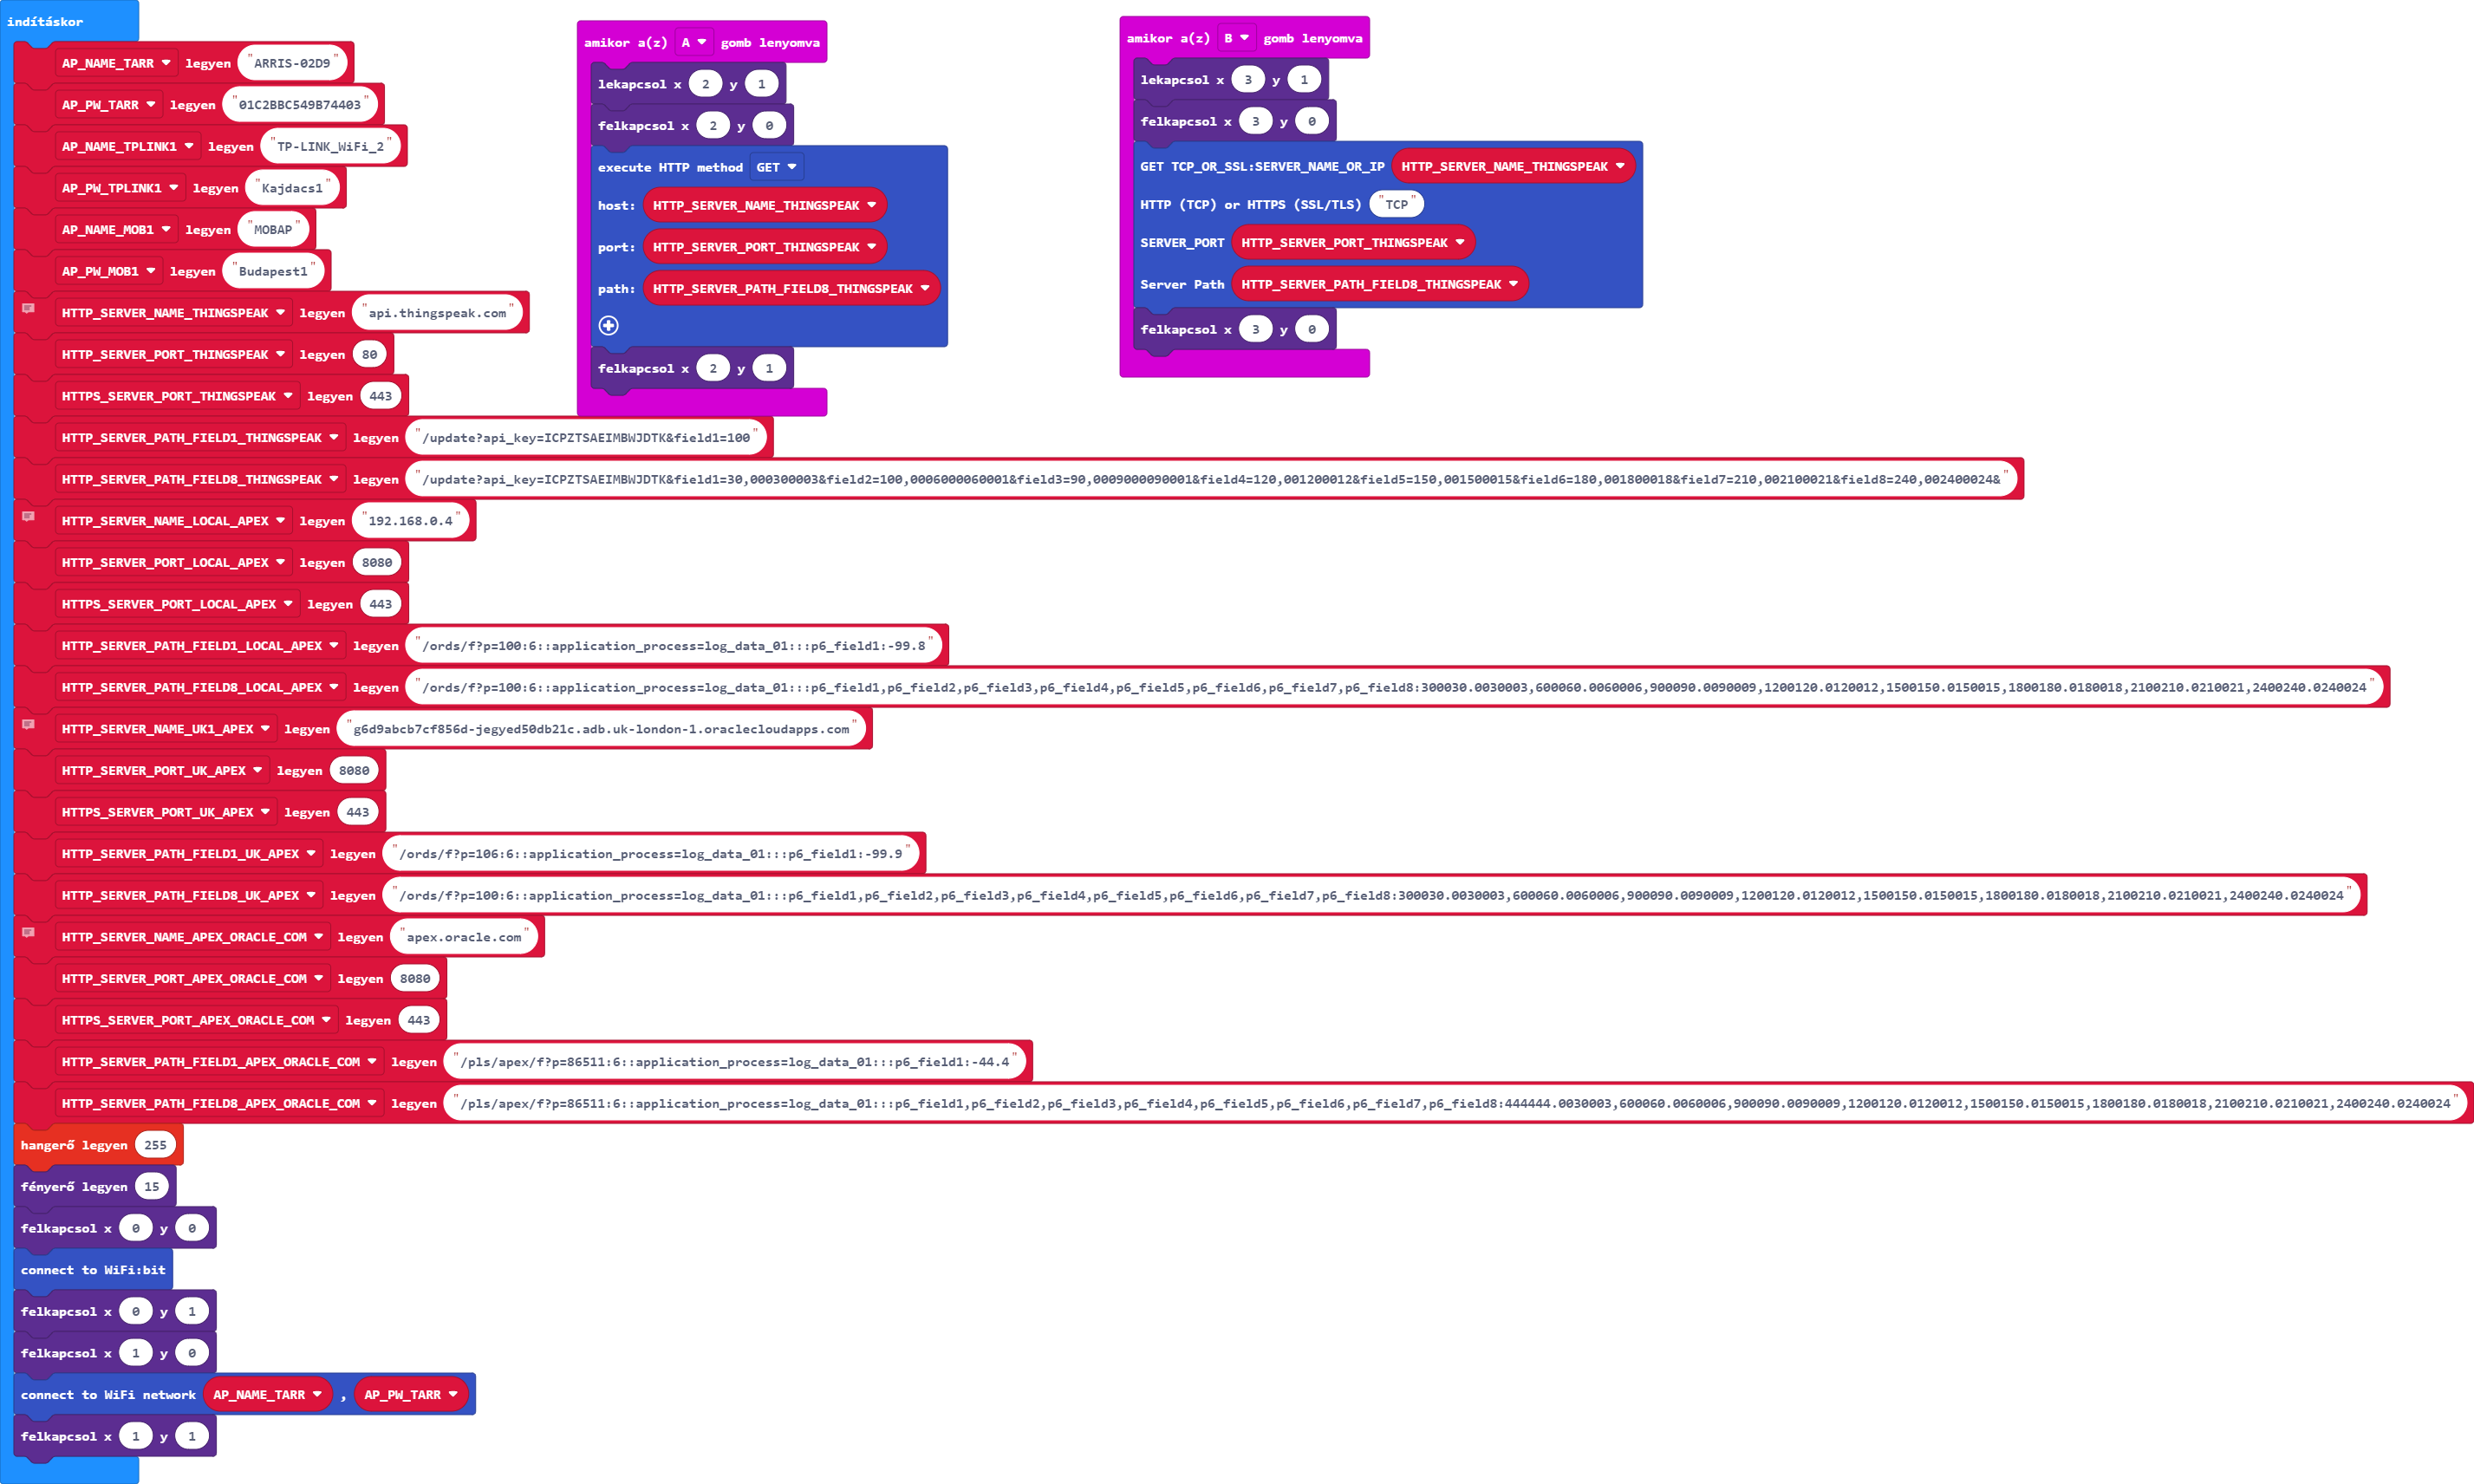 indításkor
AP_NAME_TARR legyen "ARRIS-02D9"
AP_PW_TARR legyen "01C2BBC549B74403"
AP_NAME_TPLINK1 legyen "TP-LINK_WiFi_2"
AP_PW_TPLINK1 legyen "Kajdacs1"
AP_NAME_MOB1 legyen "MOBAP"
AP_PW_MOB1 legyen "Budapest1"
HTTP_SERVER_NAME_THINGSPEAK legyen "api.thingspeak.com"
HTTP_SERVER_PORT_THINGSPEAK legyen 80
HTTPS_SERVER_PORT_THINGSPEAK legyen 443
HTTP_SERVER_PATH_FIELD1_THINGSPEAK legyen "/update?api_key=ICPZTSAEIMBWJDTK&field1=100"
HTTP_SERVER_PATH_FIELD8_THINGSPEAK legyen "/update?api_key=ICPZTSAEIMBWJDTK&field1=30,000300003&field2=100,0006000060001&field3=90,0009000090001&field4=120,001200012&field5=150,001500015&field6=180,001800018&field7=210,002100021&field8=240,002400024&"
HTTP_SERVER_NAME_LOCAL_APEX legyen "192.168.0.4"
HTTP_SERVER_PORT_LOCAL_APEX legyen 8080
HTTPS_SERVER_PORT_LOCAL_APEX legyen 443
HTTP_SERVER_PATH_FIELD1_LOCAL_APEX legyen "/ords/f?p=100:6::application_process=log_data_01:::p6_field1:-99.8"
HTTP_SERVER_PATH_FIELD8_LOCAL_APEX legyen "/ords/f?p=100:6::application_process=log_data_01:::p6_field1,p6_field2,p6_field3,p6_field4,p6_field5,p6_field6,p6_field7,p6_field8:300030.0030003,600060.0060006,900090.0090009,1200120.0120012,1500150.0150015,1800180.0180018,2100210.0210021,2400240.0240024"
HTTP_SERVER_NAME_UK1_APEX legyen "g6d9abcb7cf856d-jegyed50db21c.adb.uk-london-1.oraclecloudapps.com"
HTTP_SERVER_PORT_UK_APEX legyen 8080
HTTPS_SERVER_PORT_UK_APEX legyen 443
HTTP_SERVER_PATH_FIELD1_UK_APEX legyen "/ords/f?p=106:6::application_process=log_data_01:::p6_field1:-99.9"
HTTP_SERVER_PATH_FIELD8_UK_APEX legyen "/ords/f?p=100:6::application_process=log_data_01:::p6_field1,p6_field2,p6_field3,p6_field4,p6_field5,p6_field6,p6_field7,p6_field8:300030.0030003,600060.0060006,900090.0090009,1200120.0120012,1500150.0150015,1800180.0180018,2100210.0210021,2400240.0240024"
HTTP_SERVER_NAME_APEX_ORACLE_COM legyen "apex.oracle.com"
HTTP_SERVER_PORT_APEX_ORACLE_COM legyen 8080
HTTPS_SERVER_PORT_APEX_ORACLE_COM legyen 443
HTTP_SERVER_PATH_FIELD1_APEX_ORACLE_COM legyen "/pls/apex/f?p=86511:6::application_process=log_data_01:::p6_field1:-44.4"
HTTP_SERVER_PATH_FIELD8_APEX_ORACLE_COM legyen "/pls/apex/f?p=86511:6::application_process=log_data_01:::p6_field1,p6_field2,p6_field3,p6_field4,p6_field5,p6_field6,p6_field7,p6_field8:444444.0030003,600060.0060006,900090.0090009,1200120.0120012,1500150.0150015,1800180.0180018,2100210.0210021,2400240.0240024"
hangerő legyen 255
fényerő legyen 15
felkapcsol x 0 y 0
connect to WiFi:bit
felkapcsol x 0 y 1
felkapcsol x 1 y 0
connect to WiFi network AP_NAME_TARR , AP_PW_TARR
felkapcsol x 1 y 1
amikor a(z) A gomb lenyomva
lekapcsol x 2 y 1
felkapcsol x 2 y 0
execute HTTP method GET
host: HTTP_SERVER_NAME_THINGSPEAK
port: HTTP_SERVER_PORT_THINGSPEAK
path: HTTP_SERVER_PATH_FIELD8_THINGSPEAK
felkapcsol x 2 y 1
amikor a(z) B gomb lenyomva
lekapcsol x 3 y 1
felkapcsol x 3 y 0
GET TCP_OR_SSL:SERVER_NAME_OR_IP HTTP_SERVER_NAME_THINGSPEAK
HTTP (TCP) or HTTPS (SSL/TLS) "TCP"
SERVER_PORT HTTP_SERVER_PORT_THINGSPEAK
Server Path HTTP_SERVER_PATH_FIELD8_THINGSPEAK
felkapcsol x 3 y 0